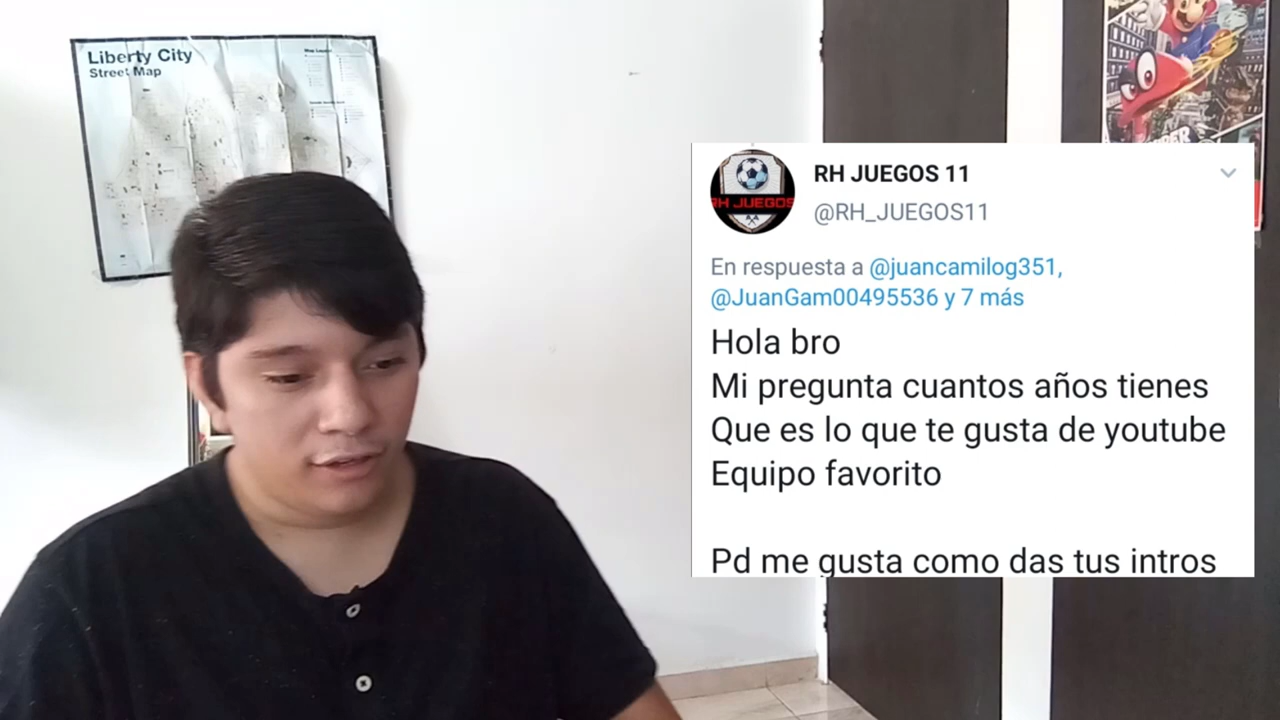 Liberty City
Street Map
RH JUEGOS
RH JUEGOS 11
@RH_JUEGOS11
En respuesta a @juancamilog351,
@JuanGam00495536 y 7 más
Hola bro
Mi pregunta cuantos años tienes
Que es lo que te gusta de youtube
Equipo favorito
Pd me gusta como das tus intros